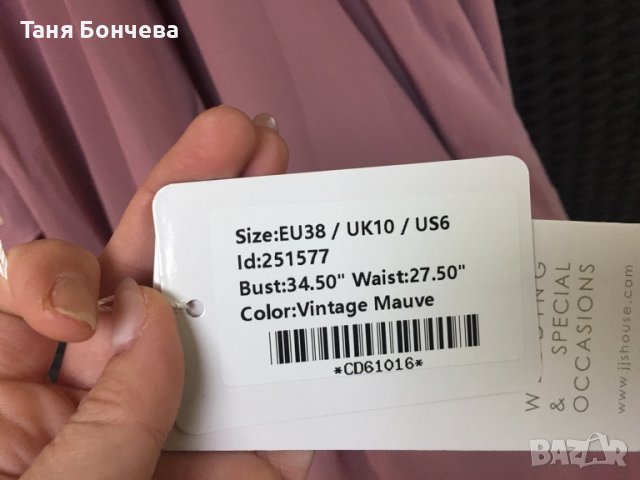 Таня Бончева
Size:EU38 / UK10 / US6
Id:251577
Bust:34.50" Waist:27.50"
Color:Vintage Mauve
*CD61016*
& SPECIAL
OCCASIONS
www.jjshouse.com
BAZAR